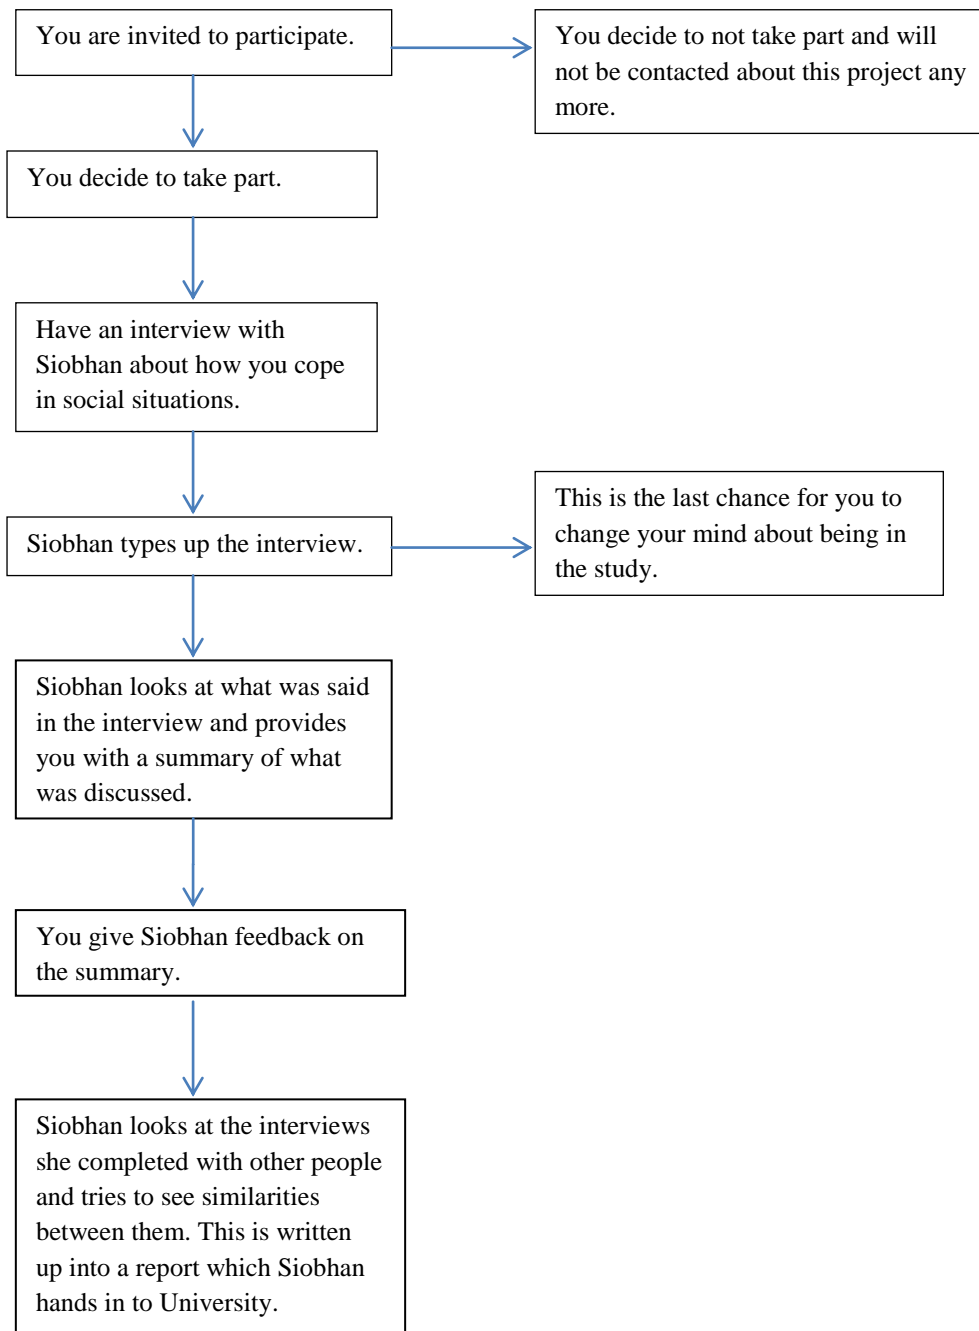 You are invited to participate.
You decide to not take part and will
not be contacted about this project any
more.
You decide to take part.
Have an interview with
Siobhan about how you cope
in social situations.
Siobhan types up the interview.
This is the last chance for you to
change your mind about being in
the study.
Siobhan looks at what was said
in the interview and provides
you with a summary of what
was discussed.
You give Siobhan feedback on
the summary.
Siobhan looks at the interviews
she completed with other people
and tries to see similarities
between them. This is written
up into a report which Siobhan
hands in to University.